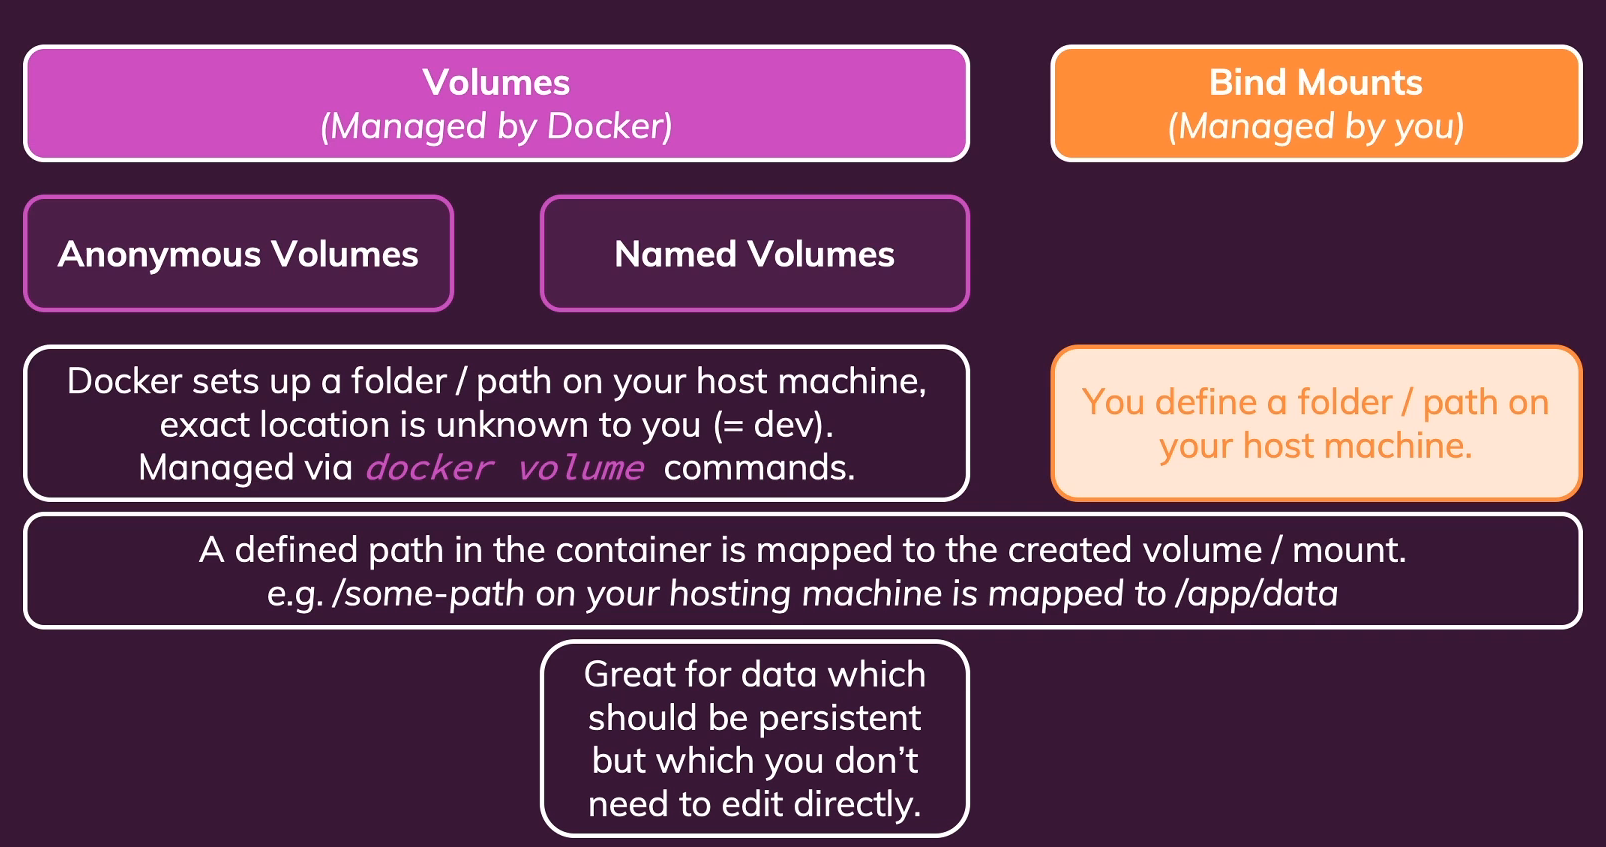 Volumes
(Managed by Docker)
Bind Mounts
(Managed by you)
Anonymous Volumes
Named Volumes
Docker sets up a folder / path on your host machine,
exact location is unknown to you (= dev).
Managed via docker volume commands.
You define a folder / path on
your host machine.
A defined path in the container is mapped to the created volume / mount.
e.g. /some-path on your hosting machine is mapped to /app/data
Great for data which
should be persistent
but which you don’t
need to edit directly.